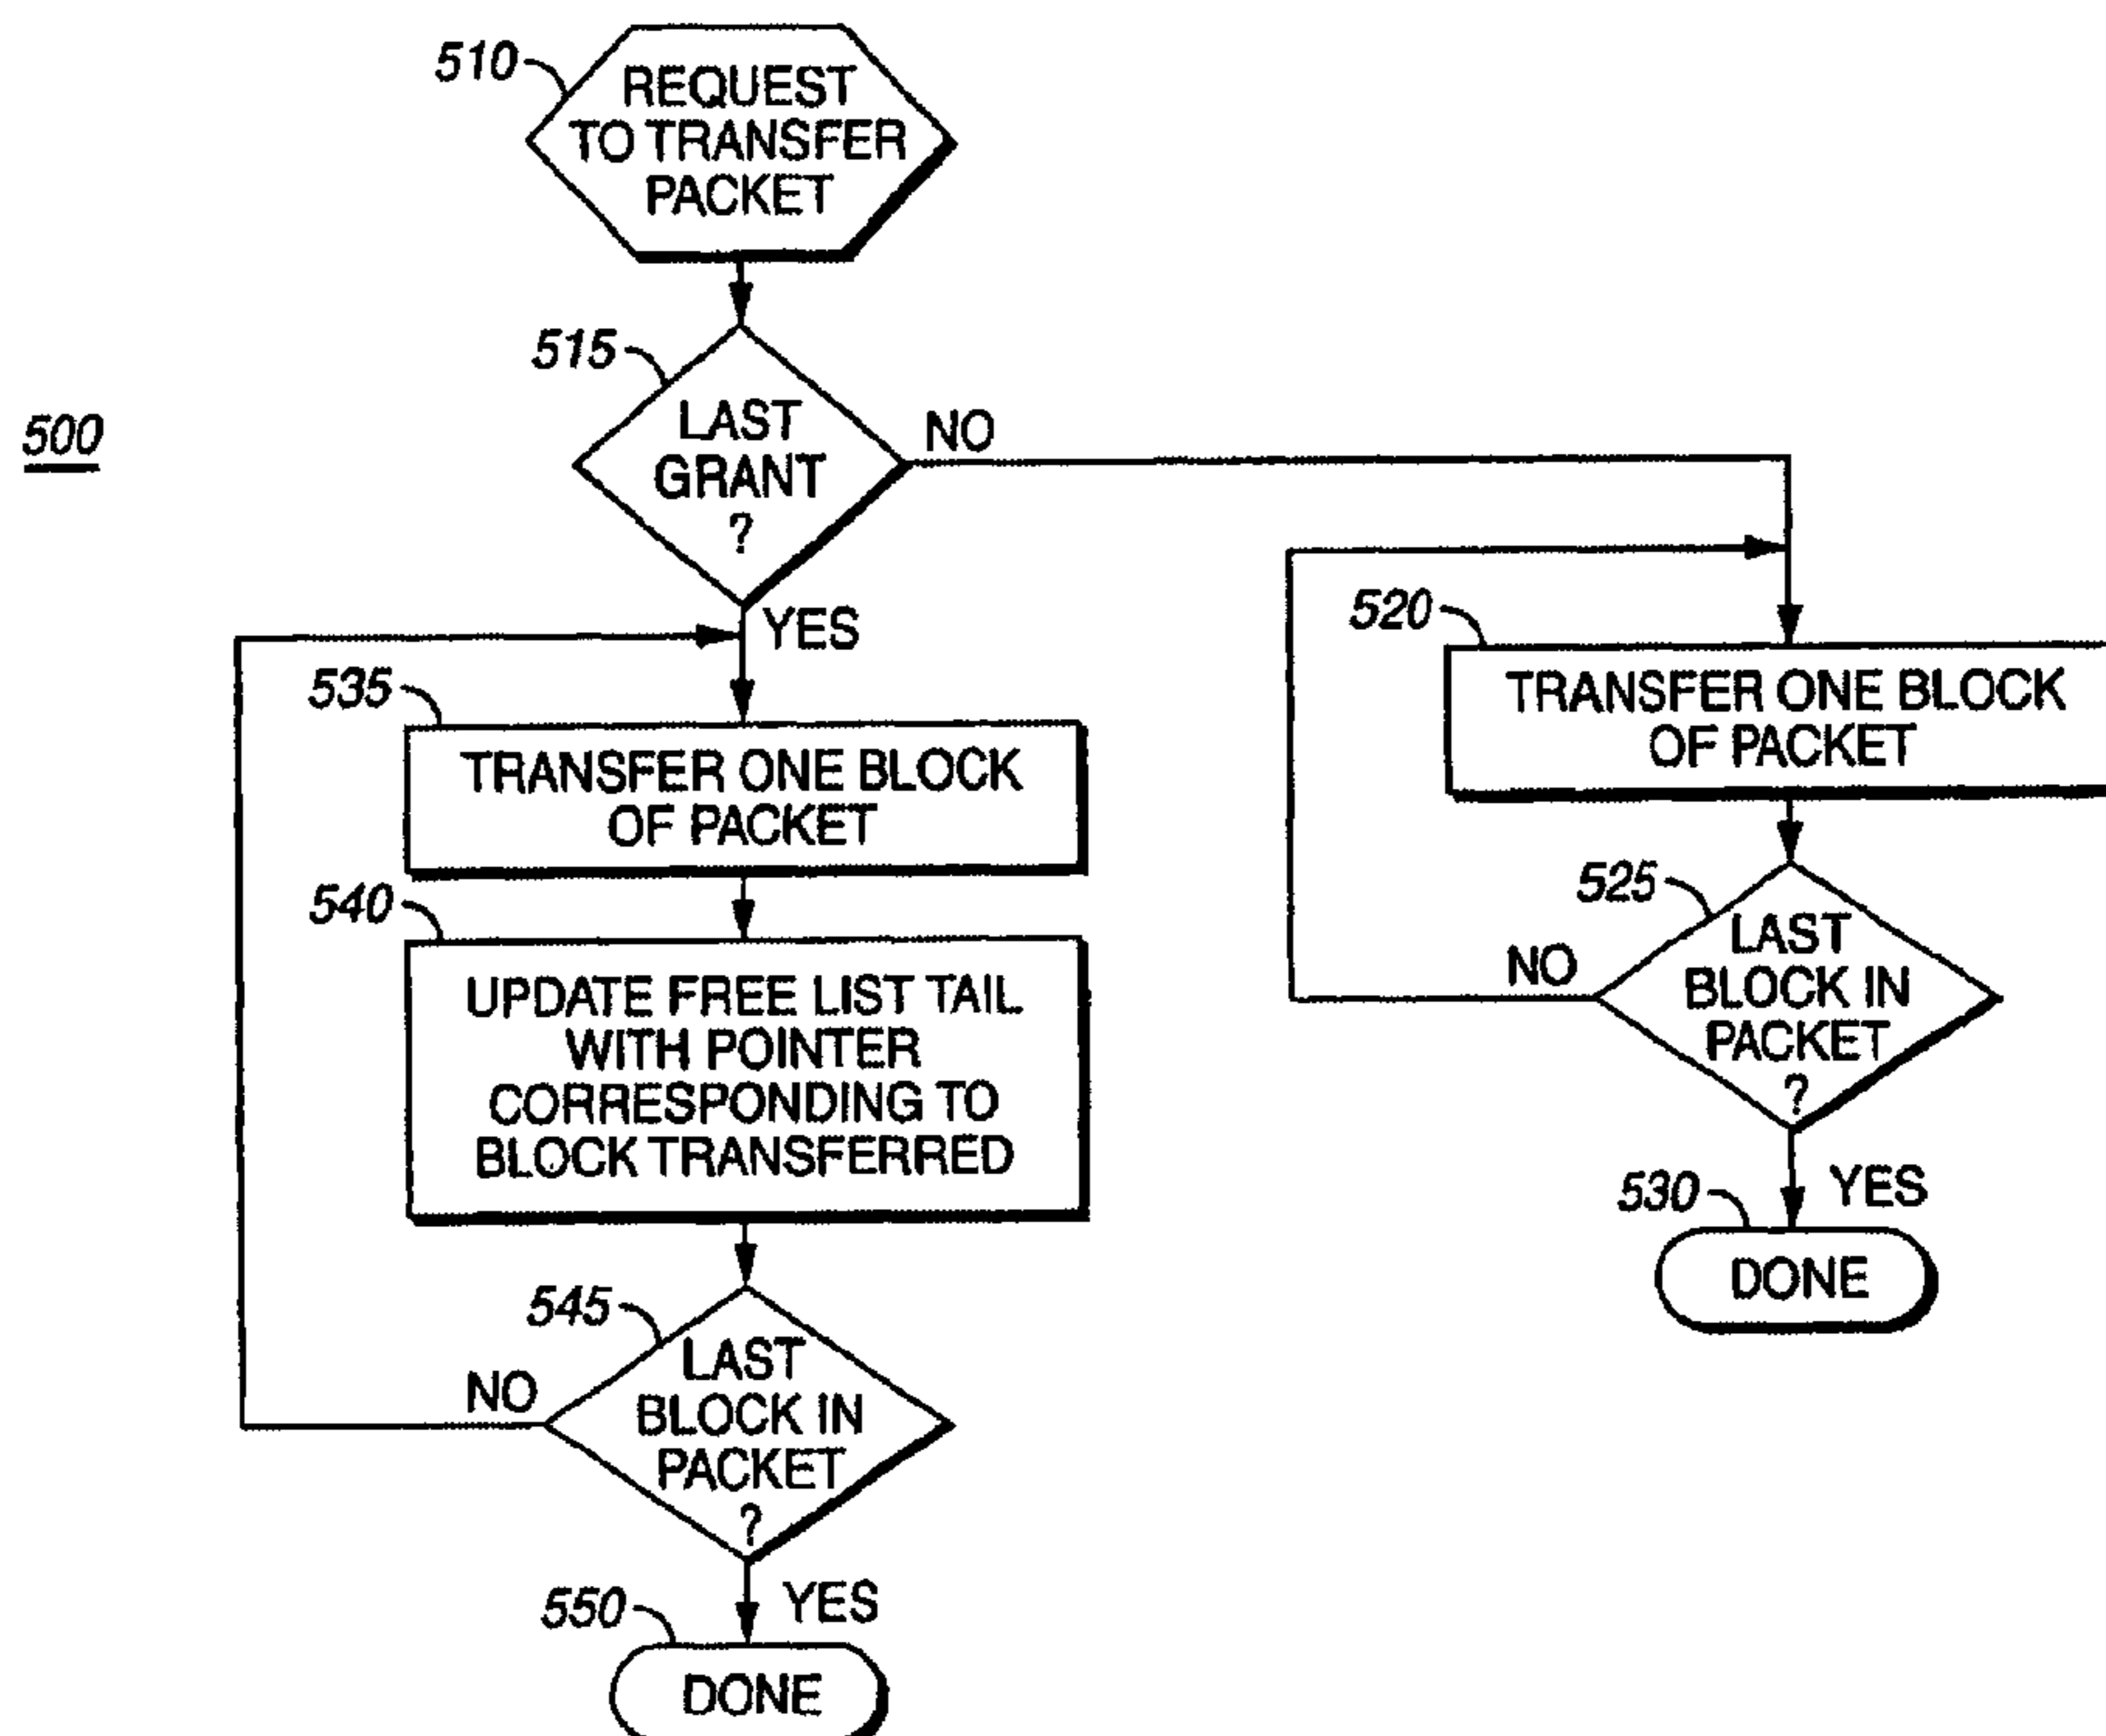 510
REQUEST
TO TRANSFER
PACKET
515
LAST
GRANT
?
NO
500
YES
535
TRANSFER ONE BLOCK
OF PACKET
540
UPDATE FREE LIST TAIL
WITH POINTER
CORRESPONDING TO
BLOCK TRANSFERRED
545
LAST
BLOCK IN
PACKET
?
NO
YES
550
DONE
520
TRANSFER ONE BLOCK
OF PACKET
525
LAST
BLOCK IN
PACKET
?
NO
YES
530
DONE